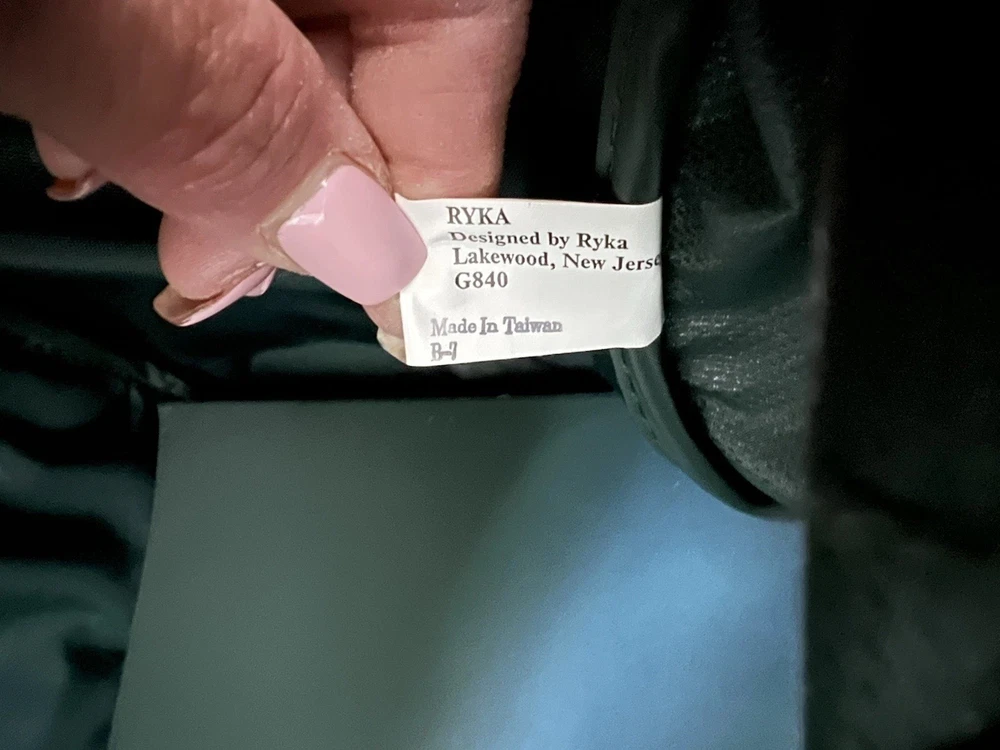 RYKA
Designed by Ryka
Lakewood, New Jerse
G840
Made In Taiwan
B-7